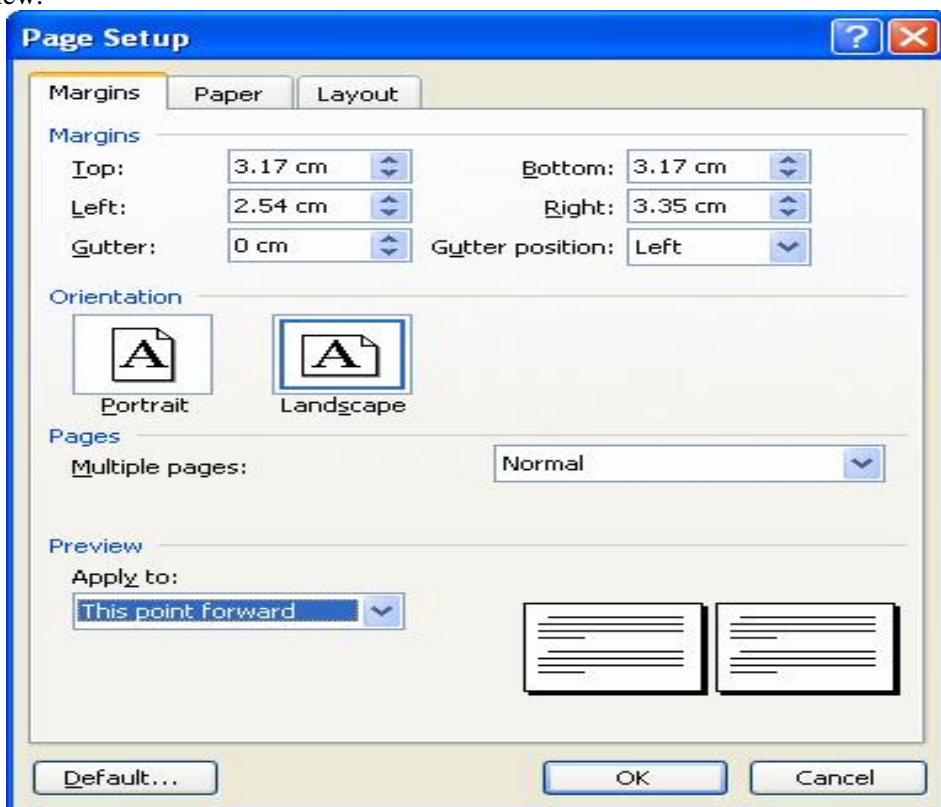 Page Setup
Margins Paper Layout
Margins
Top: 3.17 cm Bottom: 3.17 cm
Left: 2.54 cm Right: 3.35 cm
Gutter: 0 cm Gutter position: Left
Orientation
A A
Portrait Landscape
Pages
Multiple pages: Normal
Preview
Apply to:
This point forward
Default... OK Cancel